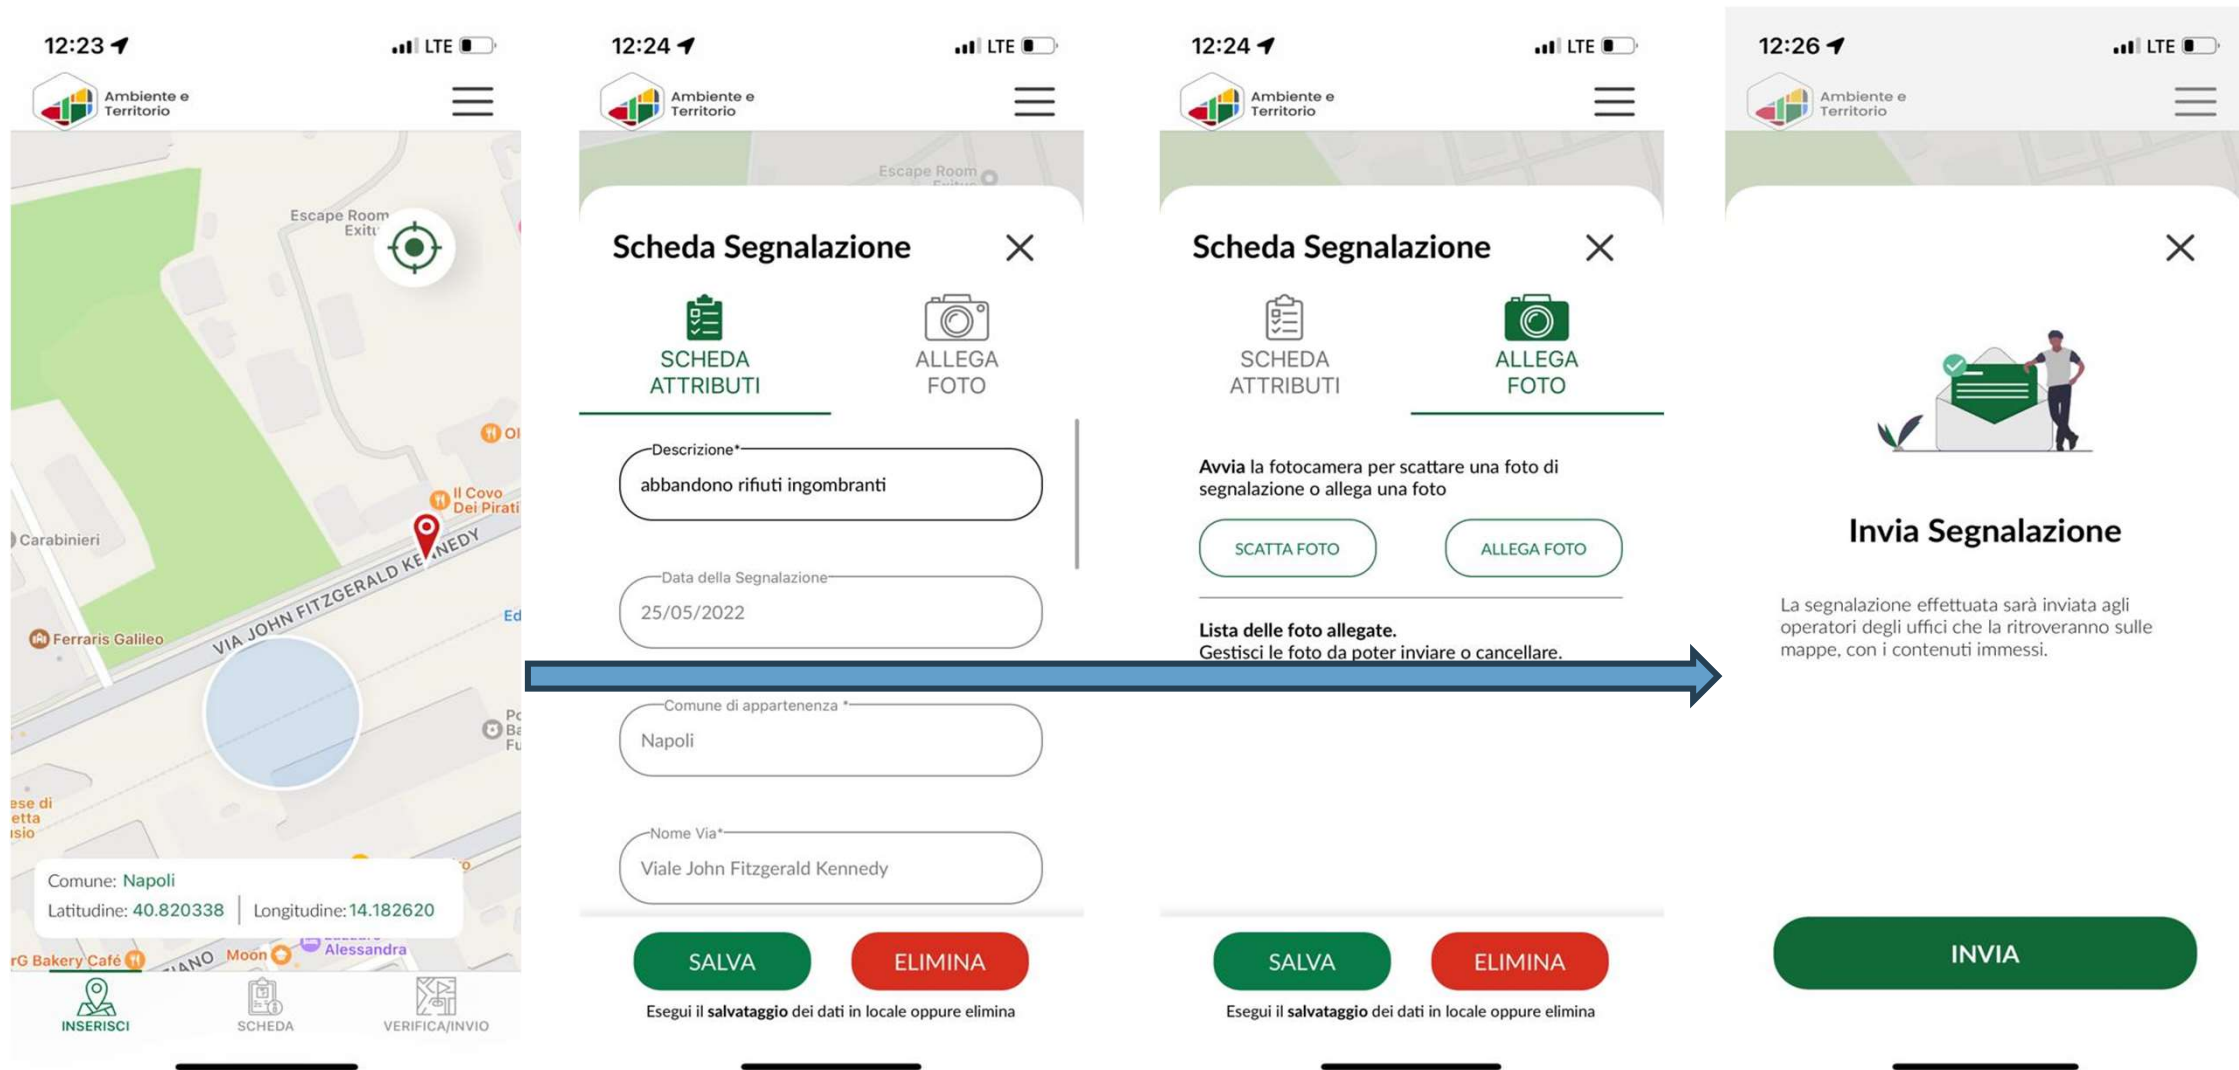 12:23
LTE
Ambiente e
Territorio
Escape Room
Carabinieri
Il Covo
Dei Pirati
VIA JOHN FITZGERALD KENNEDY
Ferraris Galileo
Comune: Napoli
Latitudine: 40.820338 Longitudine: 14.182620
Alessandra
Bakery Café
Moon
INSERISCI
SCHEDA
VERIFICA/INVIO
12:24
LTE
Ambiente e
Territorio
Escape Room
Scheda Segnalazione
SCHEDA
ATTRIBUTI
ALLEGA
FOTO
Descrizione*
abbandono rifiuti ingombranti
Data della Segnalazione
25/05/2022
Comune di appartenenza *
Napoli
Nome Via*
Viale John Fitzgerald Kennedy
SALVA
ELIMINA
Esegui il salvataggio dei dati in locale oppure elimina
12:24
LTE
Ambiente e
Territorio
Scheda Segnalazione
SCHEDA
ATTRIBUTI
ALLEGA
FOTO
Avvia la fotocamera per scattare una foto di
segnalazione o allega una foto
SCATTA FOTO
ALLEGA FOTO
Lista delle foto allegate.
Gestisci le foto da poter inviare o cancellare.
SALVA
ELIMINA
Esegui il salvataggio dei dati in locale oppure elimina
12:26
LTE
Ambiente e
Territorio
Invia Segnalazione
La segnalazione effettuata sarà inviata agli
operatori degli uffici che la ritroveranno sulle
mappe, con i contenuti immessi.
INVIA